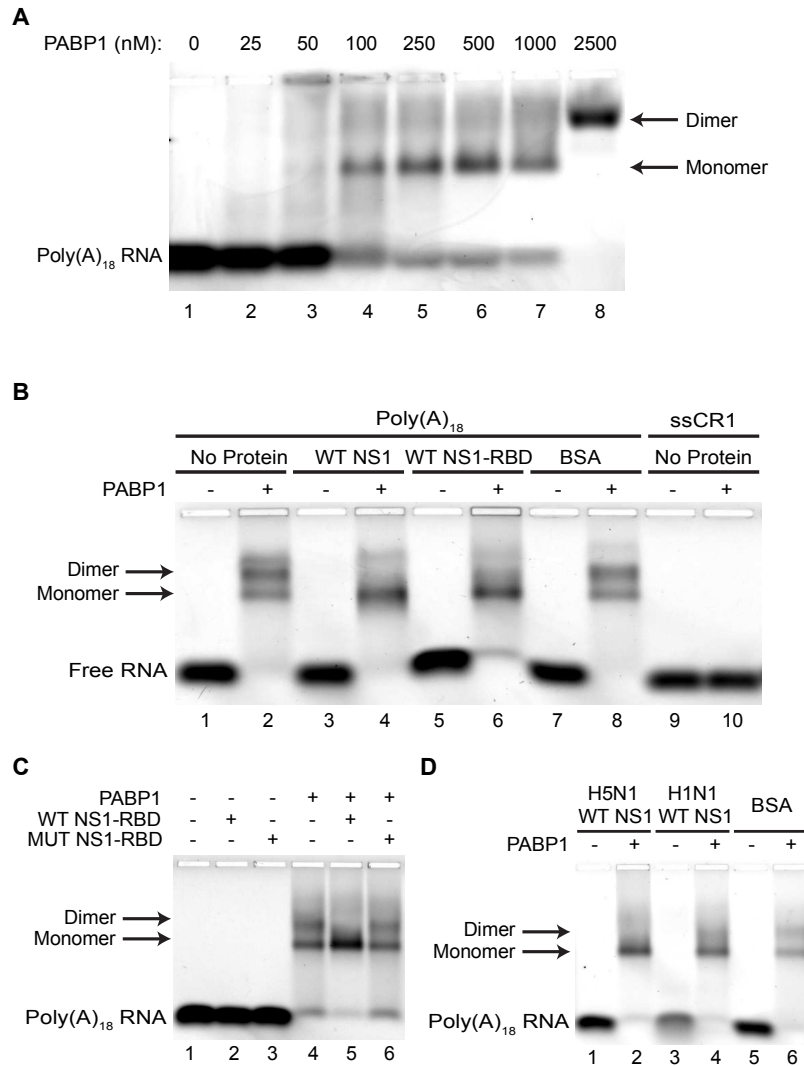 A
PABP1 (nM): 0 25 50 100 250 500 1000 2500
Dimer
Monomer
Poly(A)18 RNA
1 2 3 4 5 6 7 8
B
Poly(A)18 ssCR1
No Protein WT NS1 WT NS1-RBD BSA No Protein
PABP1 - + - + - + - + - +
Dimer
Monomer
Free RNA
1 2 3 4 5 6 7 8 9 10
C
PABP1 - - - + + +
WT NS1-RBD - + - - + -
MUT NS1-RBD - - + - - +
Dimer
Monomer
Poly(A)18 RNA
1 2 3 4 5 6
D
H5N1 H1N1
WT NS1 WT NS1 BSA
PABP1 - + - + - +
Dimer
Monomer
Poly(A)18 RNA
1 2 3 4 5 6